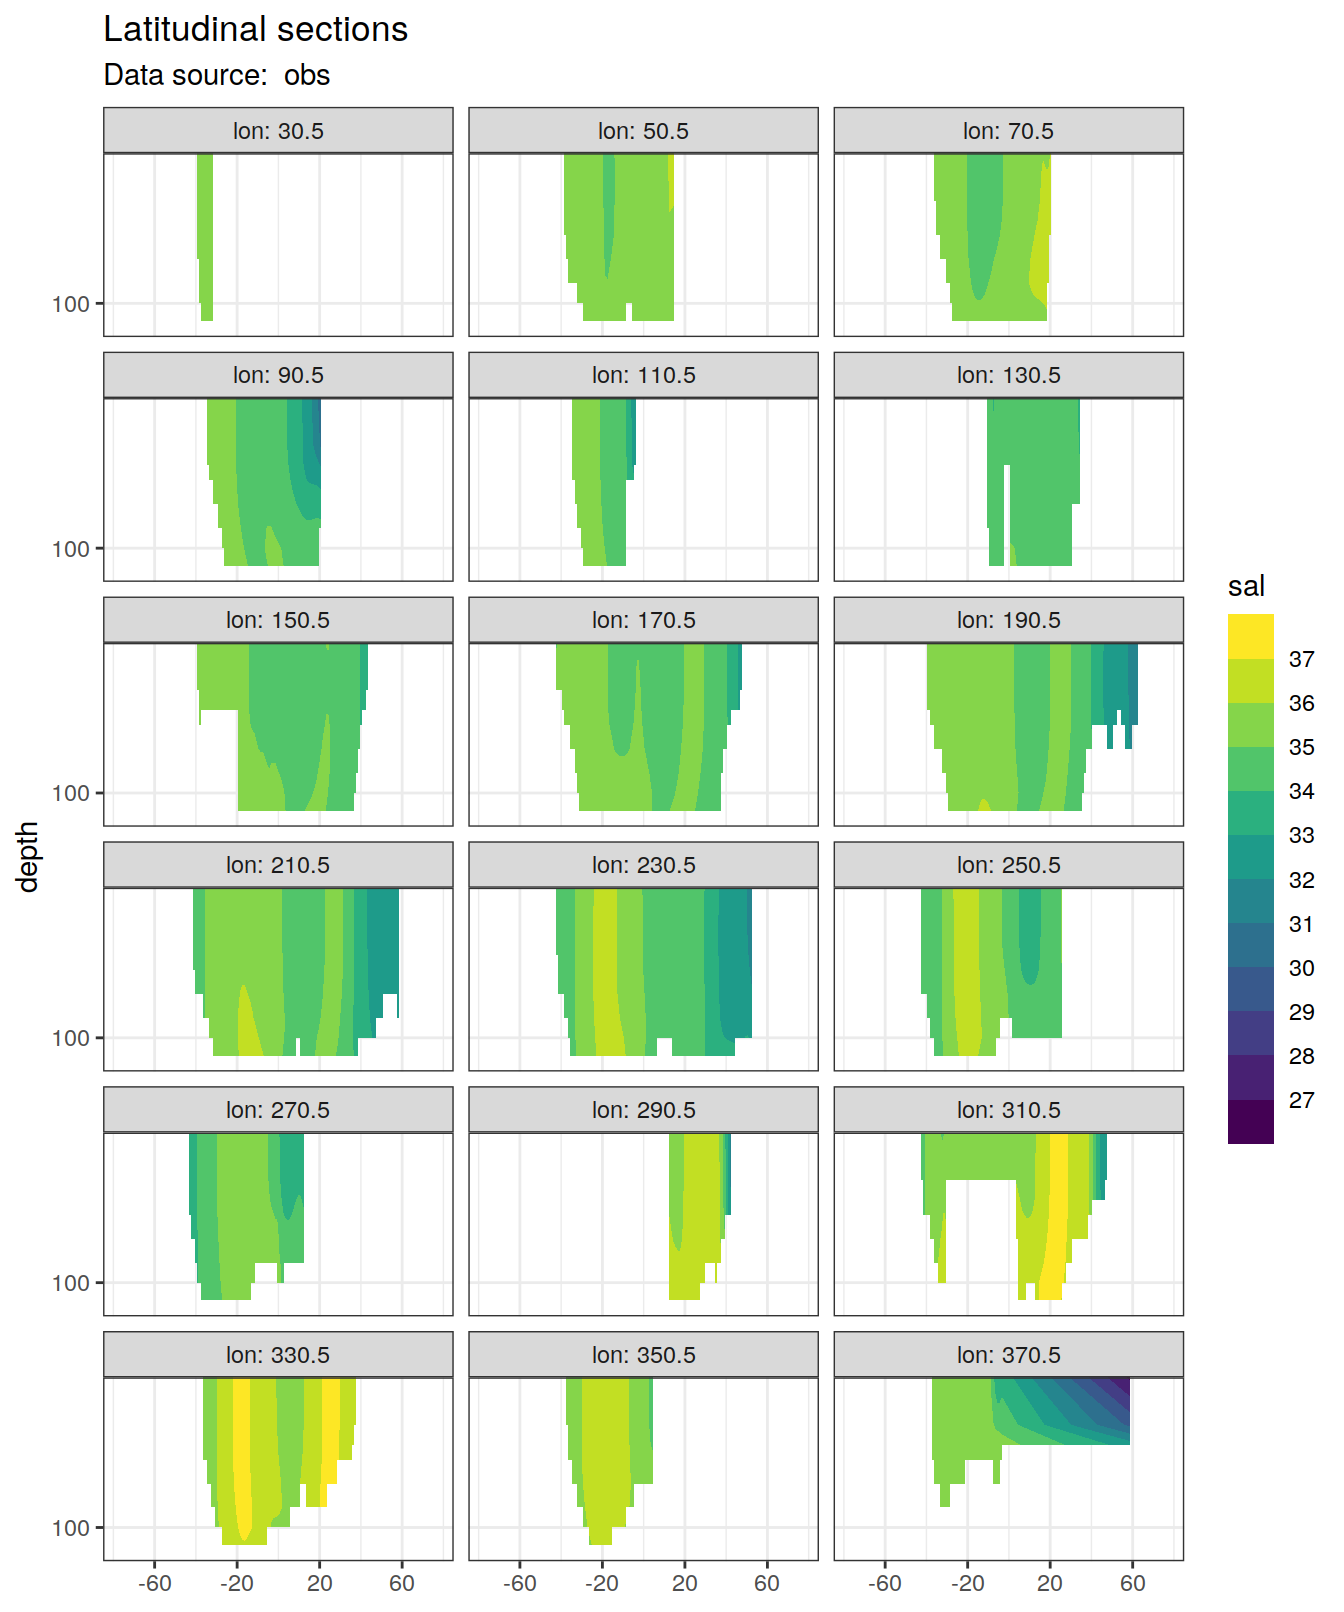 Latitudinal sections
Data source:  obs
lon: 30.5
lon: 50.5
lon: 70.5
100
lon: 90.5
lon: 110.5
lon: 130.5
100
lon: 150.5
lon: 170.5
lon: 190.5
100
lon: 210.5
lon: 230.5
lon: 250.5
100
lon: 270.5
lon: 290.5
lon: 310.5
100
lon: 330.5
lon: 350.5
lon: 370.5
100
-60 -20 20 60
-60 -20 20 60
-60 -20 20 60
depth
sal
37
36
35
34
33
32
31
30
29
28
27